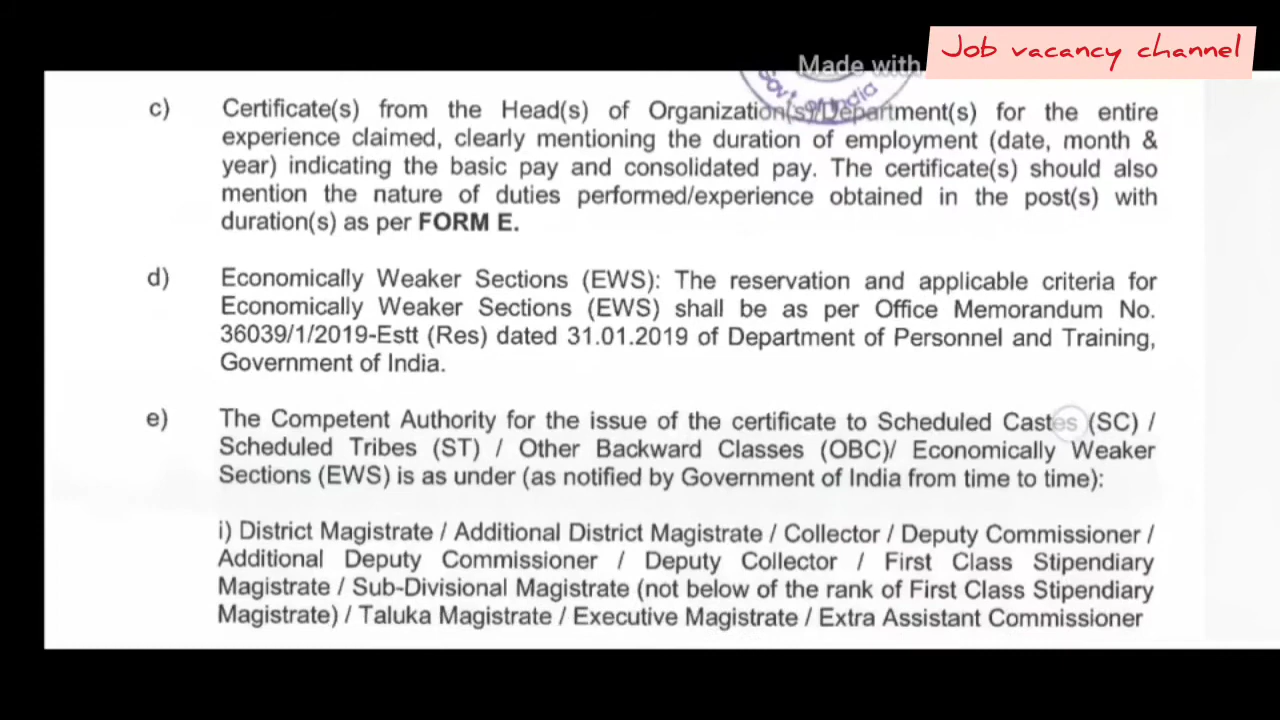 Job vacancy channel
Made with
Govt of India
c) Certificate(s) from the Head(s) of Organization(s)/Department(s) for the entire
experience claimed, clearly mentioning the duration of employment (date, month &
year) indicating the basic pay and consolidated pay. The certificate(s) should also
mention the nature of duties performed/experience obtained in the post(s) with
duration(s) as per FORM E.
d) Economically Weaker Sections (EWS): The reservation and applicable criteria for
Economically Weaker Sections (EWS) shall be as per Office Memorandum No.
36039/1/2019-Estt (Res) dated 31.01.2019 of Department of Personnel and Training,
Government of India.
e) The Competent Authority for the issue of the certificate to Scheduled Castes (SC) /
Scheduled Tribes (ST) / Other Backward Classes (OBC)/ Economically Weaker
Sections (EWS) is as under (as notified by Government of India from time to time):
i) District Magistrate / Additional District Magistrate / Collector / Deputy Commissioner /
Additional Deputy Commissioner / Deputy Collector / First Class Stipendiary
Magistrate / Sub-Divisional Magistrate (not below of the rank of First Class Stipendiary
Magistrate) / Taluka Magistrate / Executive Magistrate / Extra Assistant Commissioner